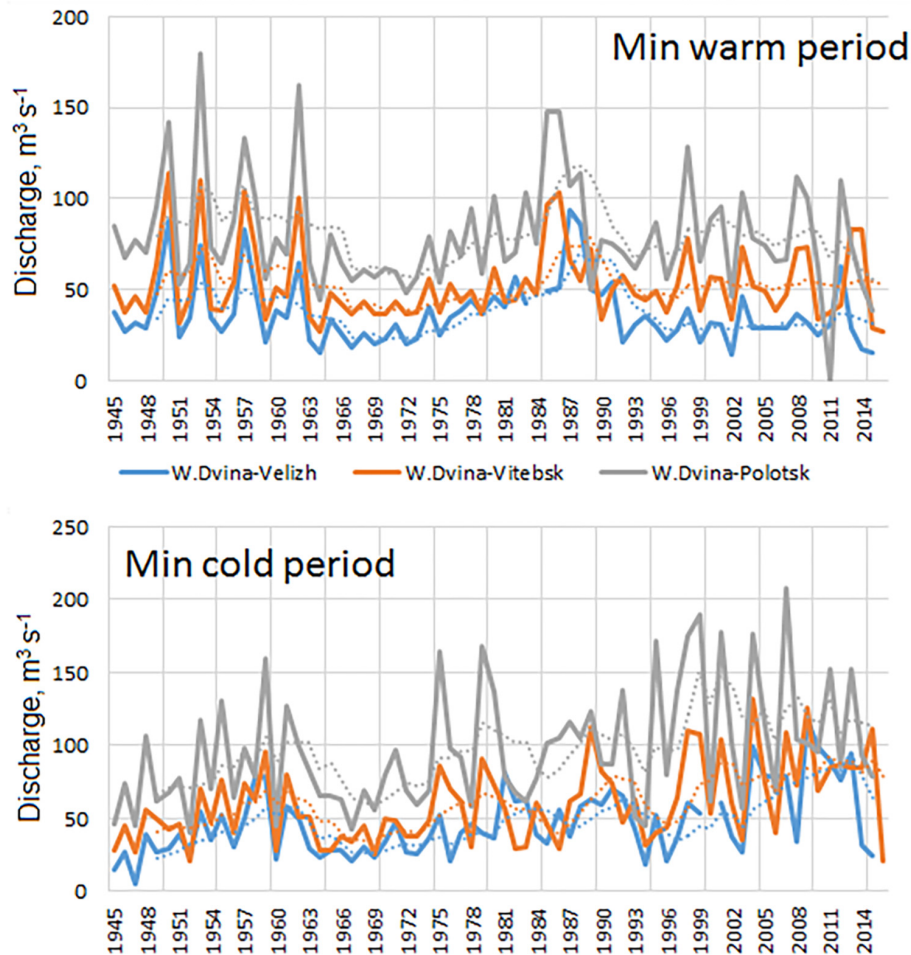 200
150
100
50
0
Discharge, m³ s⁻¹
Min warm period
1945 1948 1951 1954 1957 1960 1963 1966 1969 1972 1975 1978 1981 1984 1987 1990 1993 1996 1999 2002 2005 2008 2011 2014
W.Dvina-Velizh W.Dvina-Vitebsk W.Dvina-Polotsk
250
200
150
100
50
0
Discharge, m³ s⁻¹
Min cold period
1945 1948 1951 1954 1957 1960 1963 1966 1969 1972 1975 1978 1981 1984 1987 1990 1993 1996 1999 2002 2005 2008 2011 2014